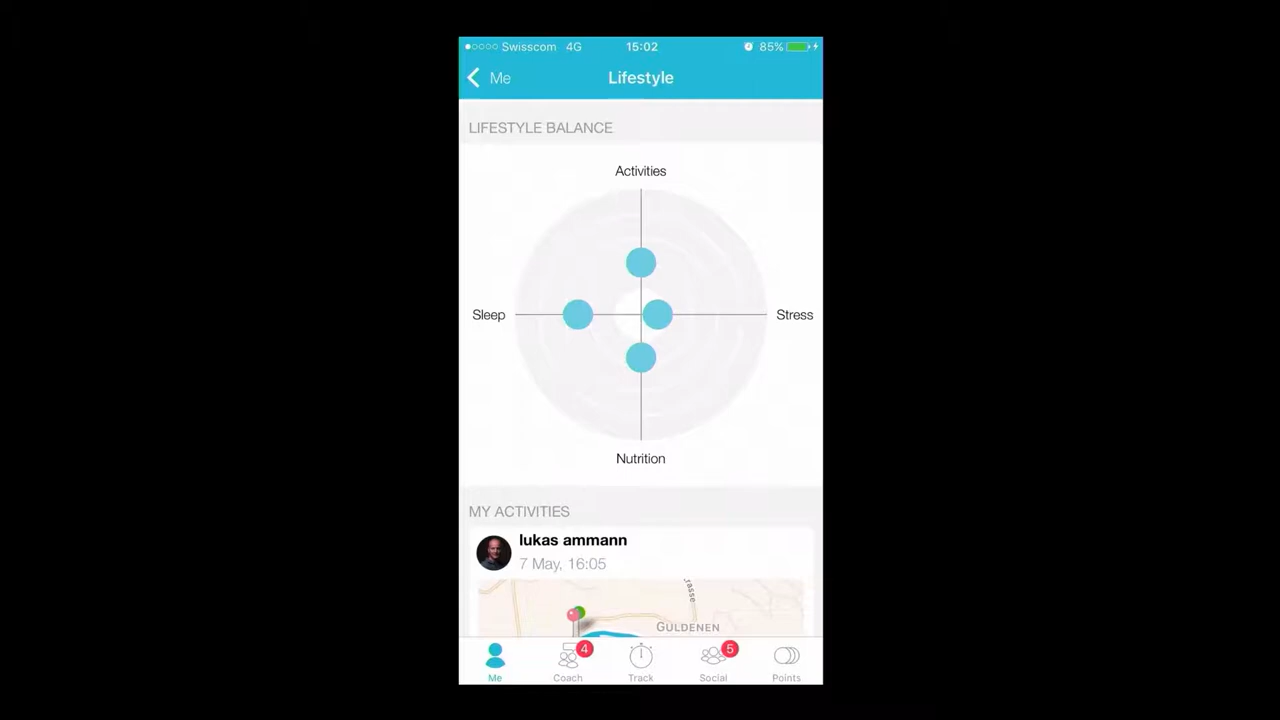 Swisscom 4G 15:02 85%
Me Lifestyle
LIFESTYLE BALANCE
Activities
Sleep Stress
Nutrition
MY ACTIVITIES
lukas ammann
7 May, 16:05
GULDENEN
4 5
Me Coach Track Social Points